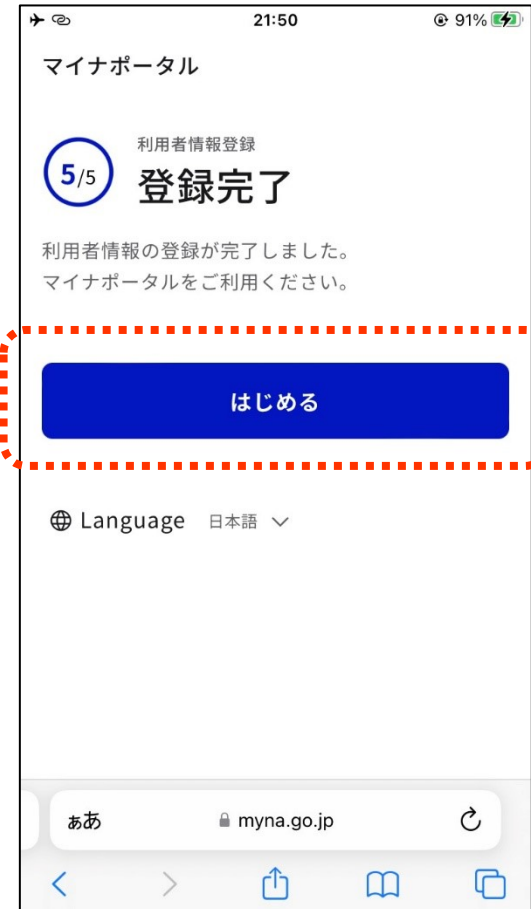 21:50
91%
マイナポータル
5/5
利用者情報登録
登録完了
利用者情報の登録が完了しました。
マイナポータルをご利用ください。
はじめる
Language 日本語
ぁあ myna.go.jp